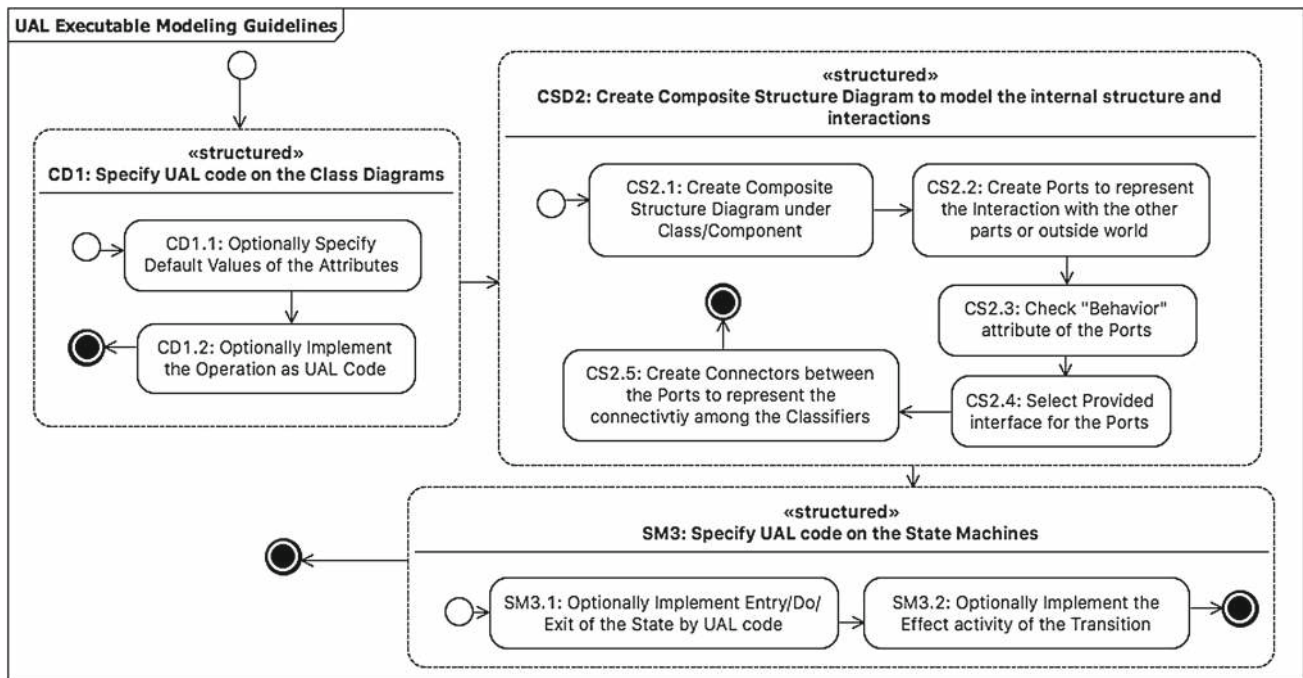 UAL Executable Modeling Guidelines
«structured»
CD1: Specify UAL code on the Class Diagrams
CD1.1: Optionally Specify
Default Values of the Attributes
CD1.2: Optionally Implement
the Operation as UAL Code
«structured»
CSD2: Create Composite Structure Diagram to model the internal structure and
interactions
CS2.1: Create Composite
Structure Diagram under
Class/Component
CS2.2: Create Ports to represent
the Interaction with the other
parts or outside world
CS2.3: Check "Behavior"
attribute of the Ports
CS2.4: Select Provided
interface for the Ports
CS2.5: Create Connectors between
the Ports to represent the
connectivtiy among the Classifiers
«structured»
SM3: Specify UAL code on the State Machines
SM3.1: Optionally Implement Entry/Do/
Exit of the State by UAL code
SM3.2: Optionally Implement the
Effect activity of the Transition